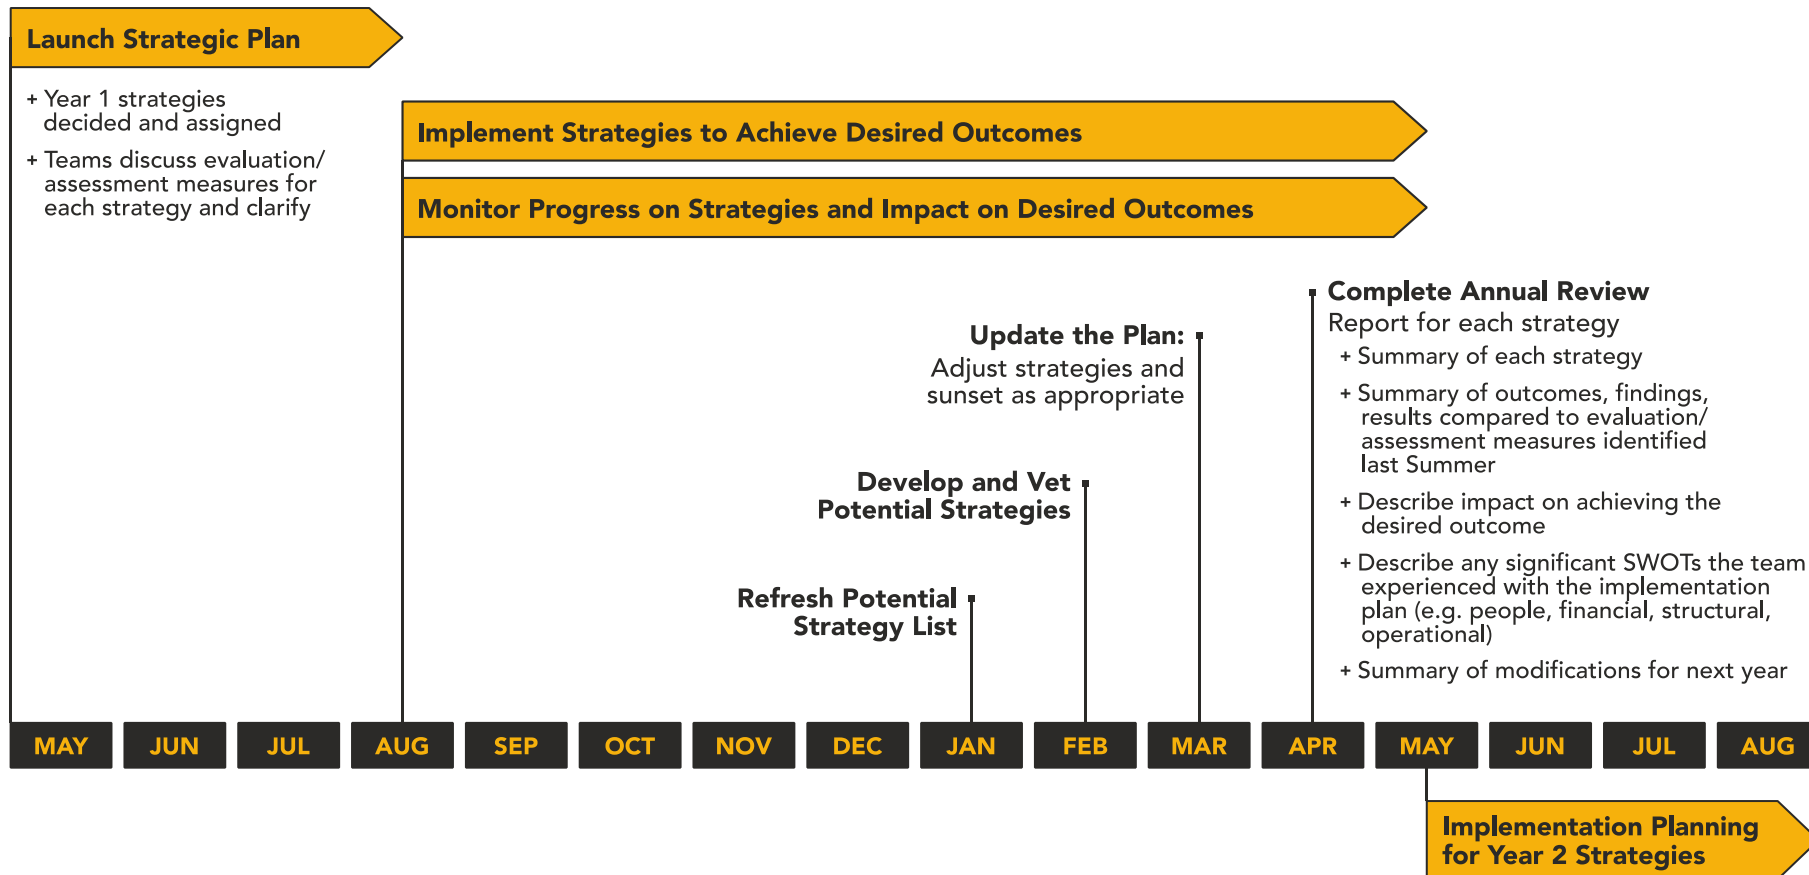 Launch Strategic Plan
+ Year 1 strategies
decided and assigned
+ Teams discuss evaluation/
assessment measures for
each strategy and clarify
Implement Strategies to Achieve Desired Outcomes
Monitor Progress on Strategies and Impact on Desired Outcomes
Complete Annual Review
Report for each strategy
+ Summary of each strategy
+ Summary of outcomes, findings,
results compared to evaluation/
assessment measures identified
last Summer
+ Describe impact on achieving the
desired outcome
+ Describe any significant SWOTs the team
experienced with the implementation
plan (e.g. people, financial, structural,
operational)
+ Summary of modifications for next year
Update the Plan:
Adjust strategies and
sunset as appropriate
Develop and Vet
Potential Strategies
Refresh Potential
Strategy List
MAY JUN JUL AUG SEP OCT NOV DEC JAN FEB MAR APR MAY JUN JUL AUG
Implementation Planning
for Year 2 Strategies